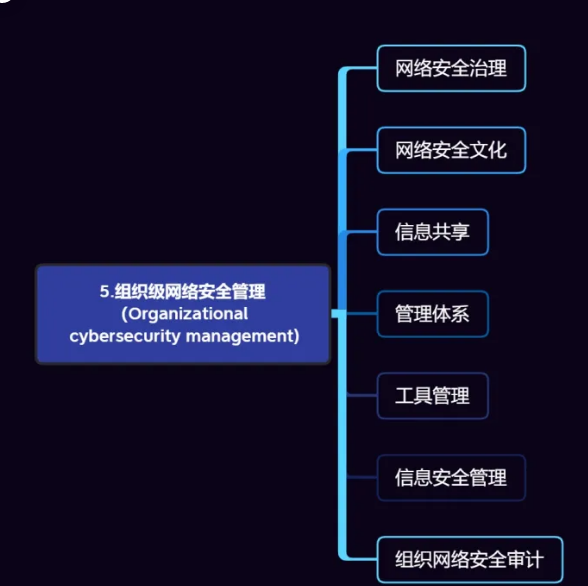 5.组织级网络安全管理
(Organizational
cybersecurity management)
网络安全治理
网络安全文化
信息共享
管理体系
工具管理
信息安全管理
组织网络安全审计